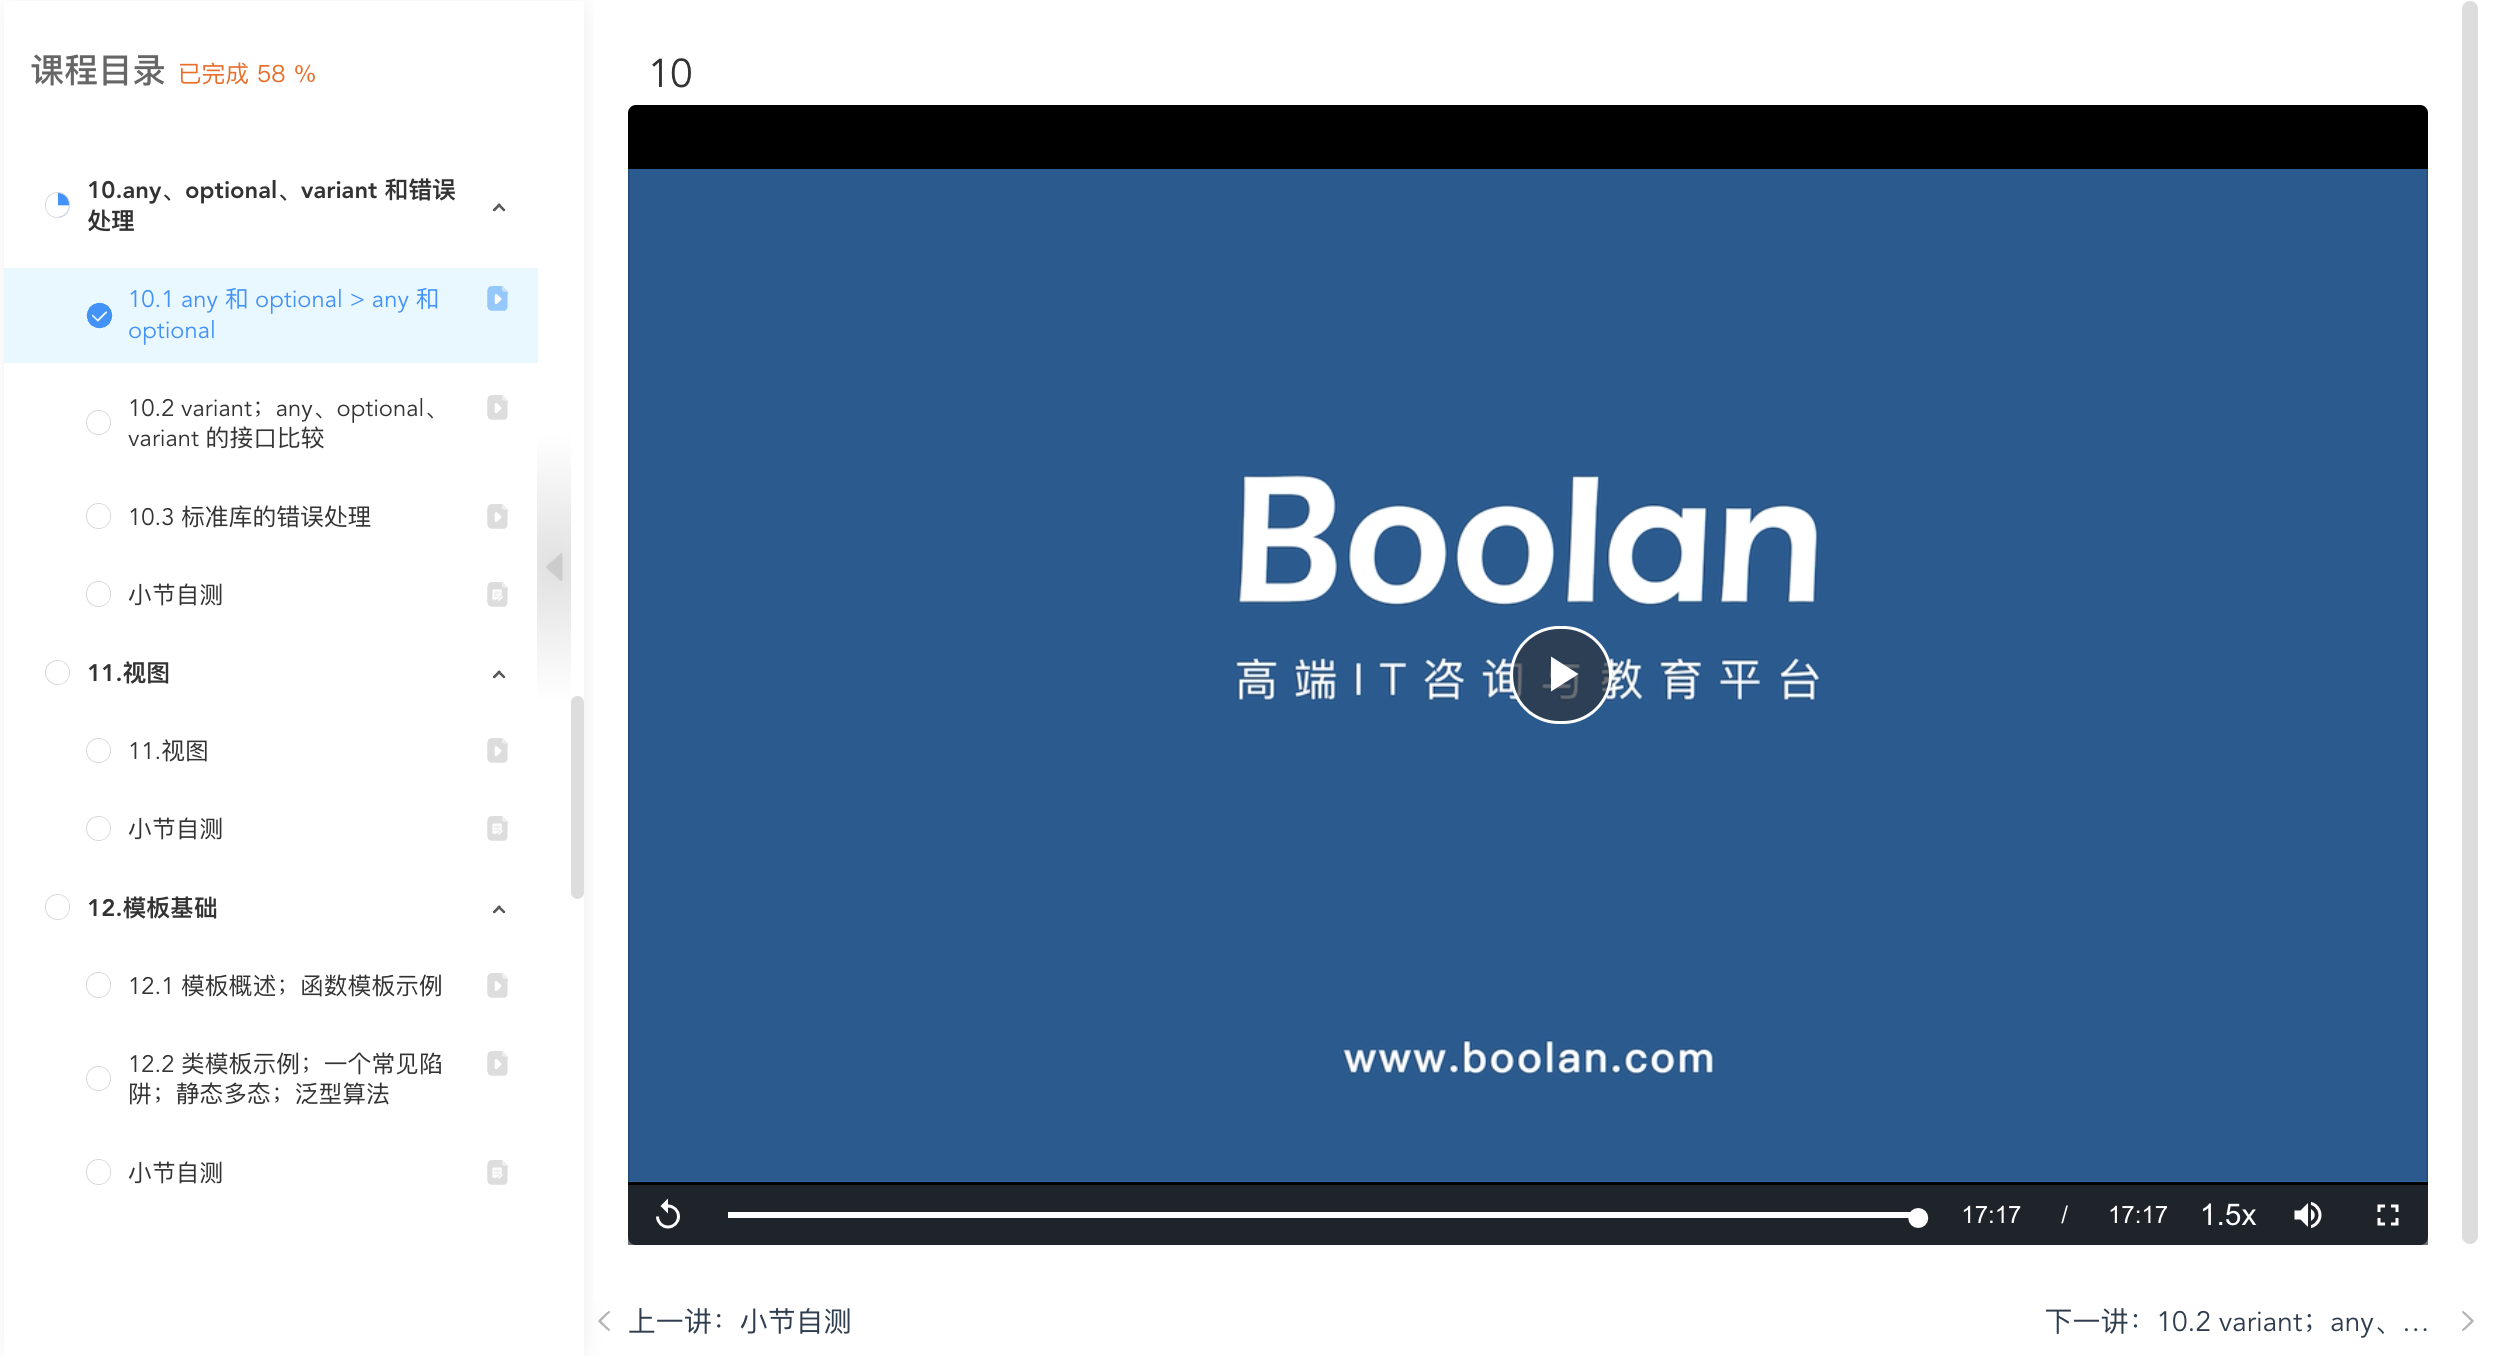 课程目录 已完成 58 %
10.any、optional、variant 和错误
处理
10.1 any 和 optional > any 和
optional
10.2 variant；any、optional、
variant 的接口比较
10.3 标准库的错误处理
小节自测
11.视图
11.视图
小节自测
12.模板基础
12.1 模板概述；函数模板示例
12.2 类模板示例；一个常见陷
阱；静态多态；泛型算法
小节自测
10
Boolan
高端IT咨询与教育平台
www.boolan.com
17:17 / 17:17 1.5x
上一讲：小节自测
下一讲：10.2 variant；any、...